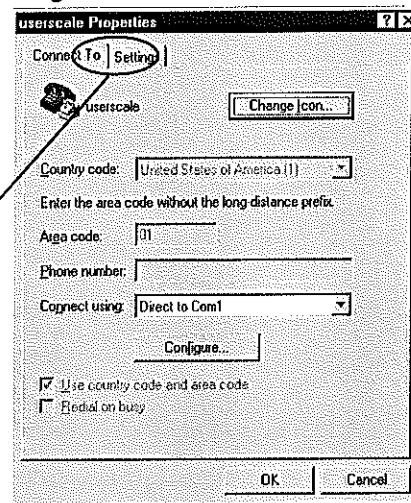 userscale Properties
Connect To Settings
userscale
Change Icon...
Country code: United States of America (1)
Enter the area code without the long-distance prefix.
Area code: 01
Phone number:
Connect using: Direct to Com1
Configure...
Use country code and area code
Redial on busy
OK Cancel